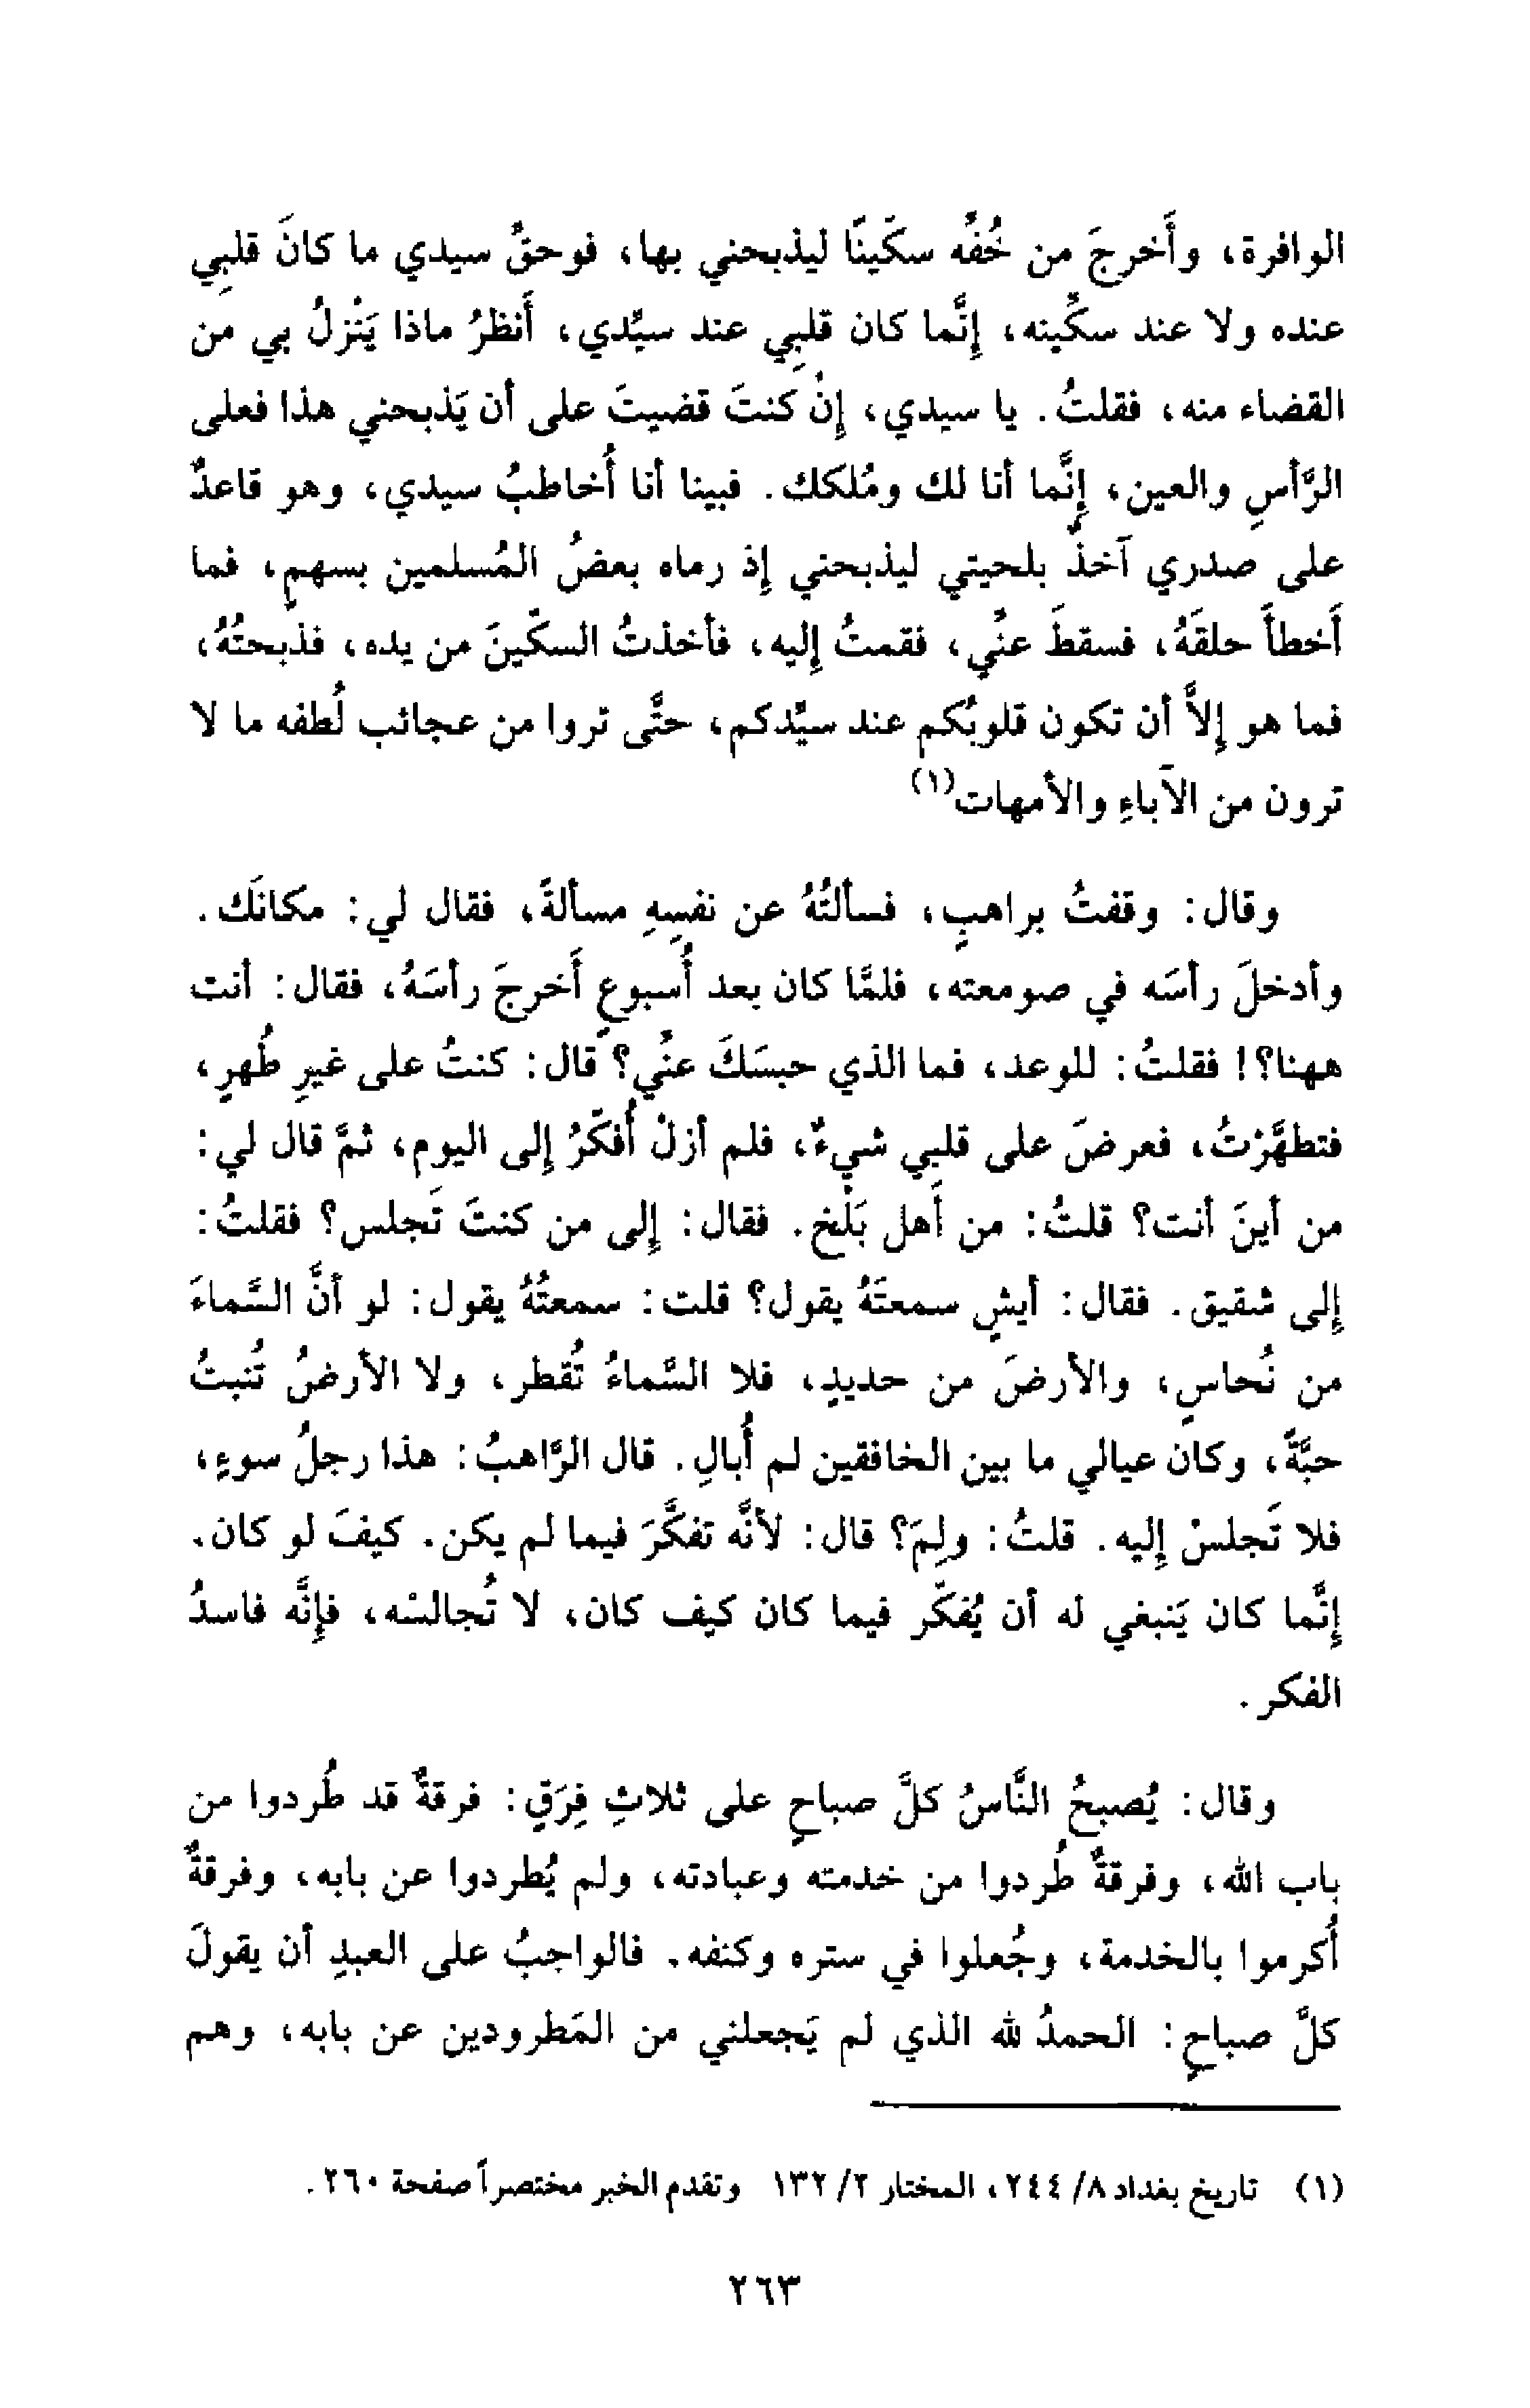 الوافرة، وأَخرجَ من خُفِّه سكّينًا ليذبحني بها، فوحقِّ سيدي ما كانَ قلبِي
عنده ولا عند سكِّينه، إِنَّما كان قلبِي عند سيِّدي، أَنظرُ ماذا يَنْزلُ بي من
القضاء منه، فقلتُ. يا سيدي، إِنْ كنتَ قضيتَ على أن يَذبحني هذا فعلى
الرَّأسِ والعين، إِنَّما أنا لك ومُلكك. فبينا أنا أُخاطبُ سيدي، وهو قاعدٌ
على صدري آخذٌ بلحيتي ليذبحني إذ رماه بعضُ المُسلمين بسهمٍ، فما
أَخطأَ حلقَهُ، فسقطَ عنِّي، فقمتُ إليه، فأخذتُ السكّينَ من يده، فذبحتُهُ،
فما هو إلاَّ أن تكون قلوبُكم عند سيِّدكم، حتَّى تروا من عجائب لُطفه ما لا
ترون من الآباءِ والأمهات(١)
وقال: وقفتُ براهبٍ، فسألتُهُ عن نفسِهِ مسألةً، فقال لي: مكانَك.
وأدخلَ رأسَه في صومعته، فلمَّا كان بعد أُسبوعٍ أَخرجَ رأسَهُ، فقال: أنت
ههنا؟! فقلتُ: للوعد، فما الذي حبسَكَ عنِّي؟ قال: كنتُ على غيرِ طُهرٍ،
فتطهَّرْتُ، فعرضَ على قلبِي شيءٌ، فلم أزلْ أُفكّرُ إلى اليوم، ثمَّ قال لي:
من أينَ أنت؟ قلتُ: من أَهل بَلْخ. فقال: إلى من كنتَ تَجلس؟ فقلتُ:
إلى شقيق. فقال: أيشٍ سمعتَهُ يقول؟ قلت: سمعتُهُ يقول: لو أنَّ السَّماءَ
من نُحاسٍ، والأرضَ من حديدٍ، فلا السَّماءُ تُقطر، ولا الأرضُ تُنبتُ
حبَّةً، وكان عيالي ما بين الخافقين لم أُبالِ. قال الرَّاهبُ: هذا رجلُ سوءٍ،
فلا تَجلسْ إليه. قلتُ: ولِمَ؟ قال: لأنَّه تفكَّرَ فيما لم يكن. كيفَ لو كان.
إِنَّما كان يَنبغي له أن يُفكّر فيما كان كيف كان، لا تُجالسْه، فإِنَّه فاسدُ
الفكر.
وقال: يُصبحُ النَّاسُ كلَّ صباحٍ على ثلاثِ فِرَقٍ: فرقةٌ قد طُردوا من
باب الله، وفرقةٌ طُردوا من خدمته وعبادته، ولم يُطردوا عن بابه، وفرقةٌ
أُكرموا بالخدمة، وجُعلوا في ستره وكنفه. فالواجبُ على العبدِ أن يقولَ
كلَّ صباحٍ: الحمدُ لله الذي لم يَجعلني من المَطرودين عن بابه، وهم
(١) تاريخ بغداد ٨/ ٢٤٤، المختار ٢/ ١٣٢ وتقدم الخبر مختصراً صفحة ٢٦٠.
٢٦٣